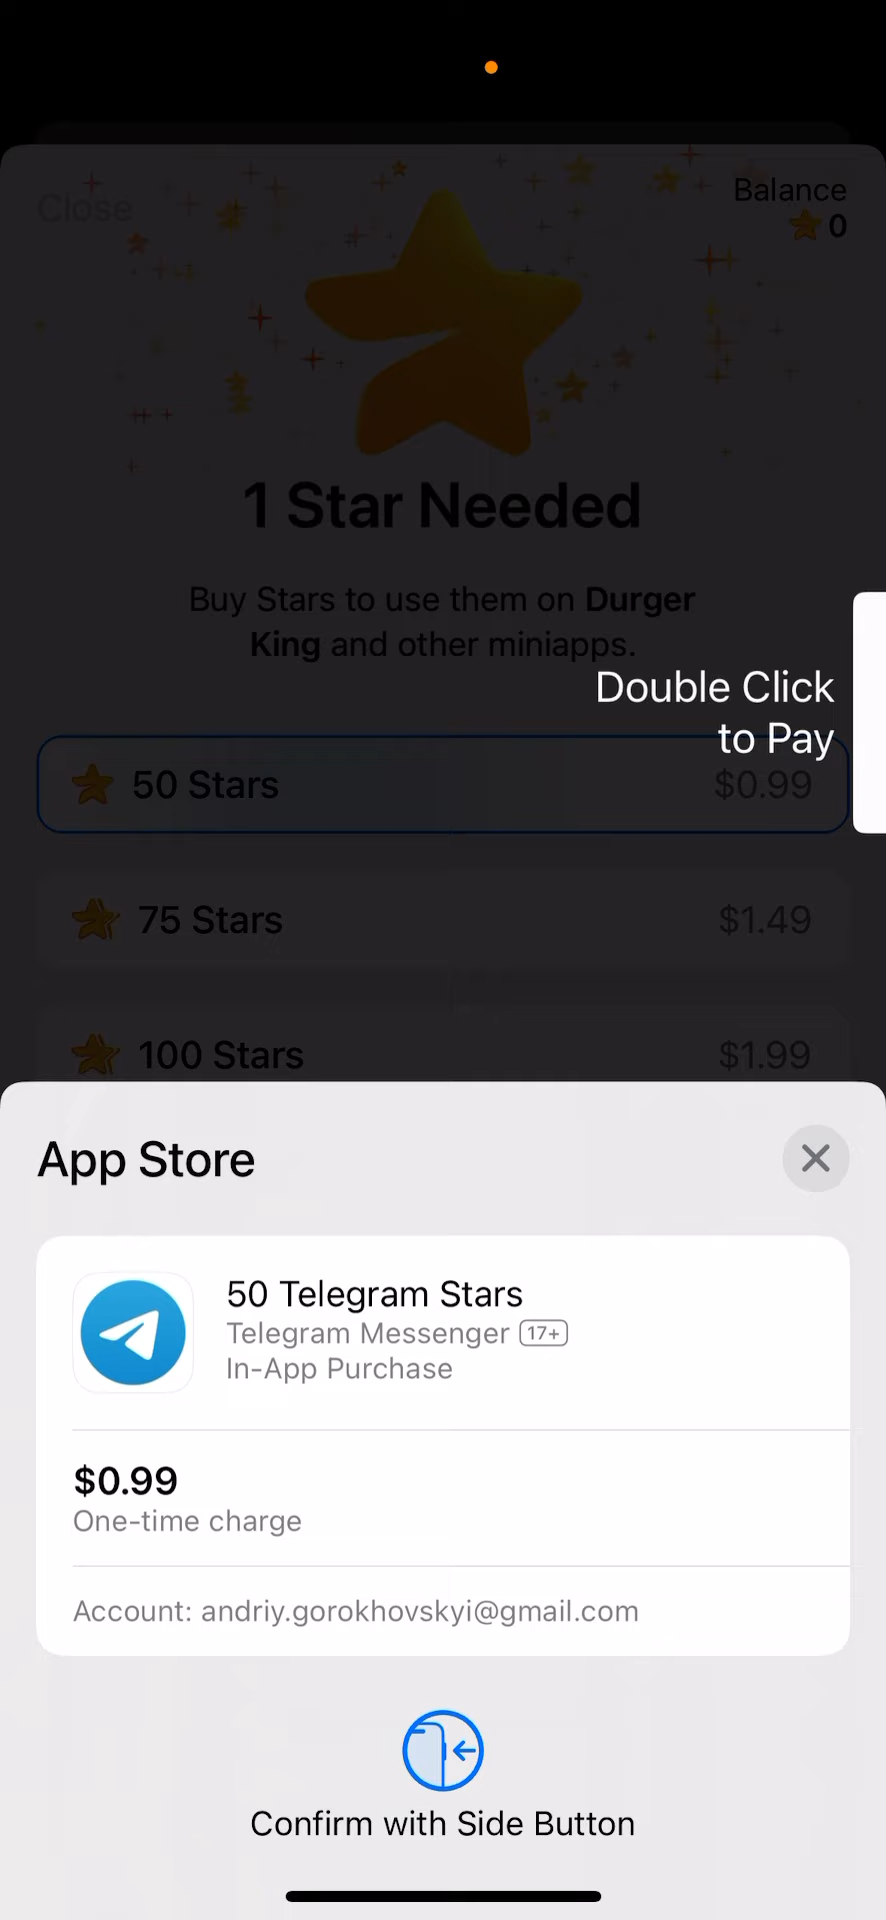 Close
Balance
0
1 Star Needed
Buy Stars to use them on Durger
King and other miniapps.
Double Click
to Pay
50 Stars
$0.99
75 Stars
$1.49
100 Stars
$1.99
App Store
50 Telegram Stars
Telegram Messenger 17+
In-App Purchase
$0.99
One-time charge
Account: andriy.gorokhovskyi@gmail.com
Confirm with Side Button